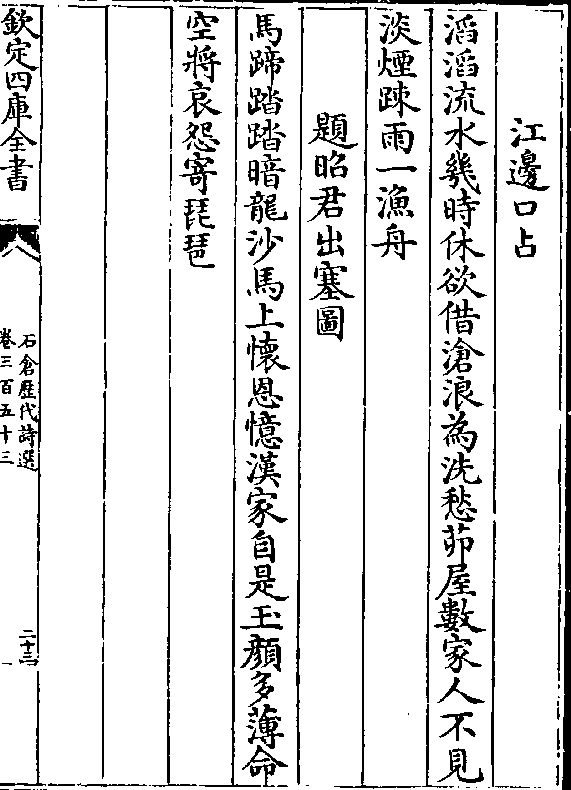 江邊口占
滔滔流水幾時休欲借滄浪為洗愁茆屋數家人不見
淡煙踈雨一漁舟
題昭君出塞圖
馬蹄踏踏暗龍沙馬上懷恩憶漢家自是玉顔多薄命
空將哀怨寄琵琶
欽定四庫全書
石倉歷代詩選
卷三百五十三
二十三